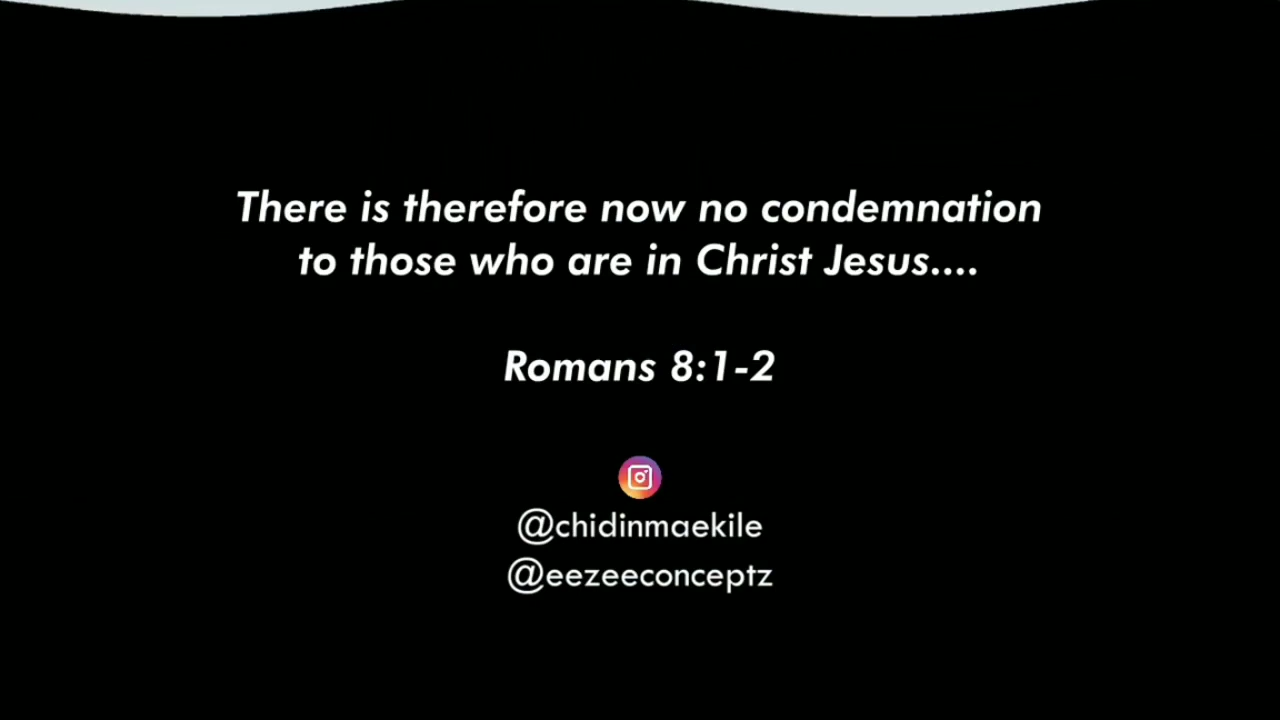 There is therefore now no condemnation
to those who are in Christ Jesus....
Romans 8:1-2
@chidinmaekile
@eezeeconceptz